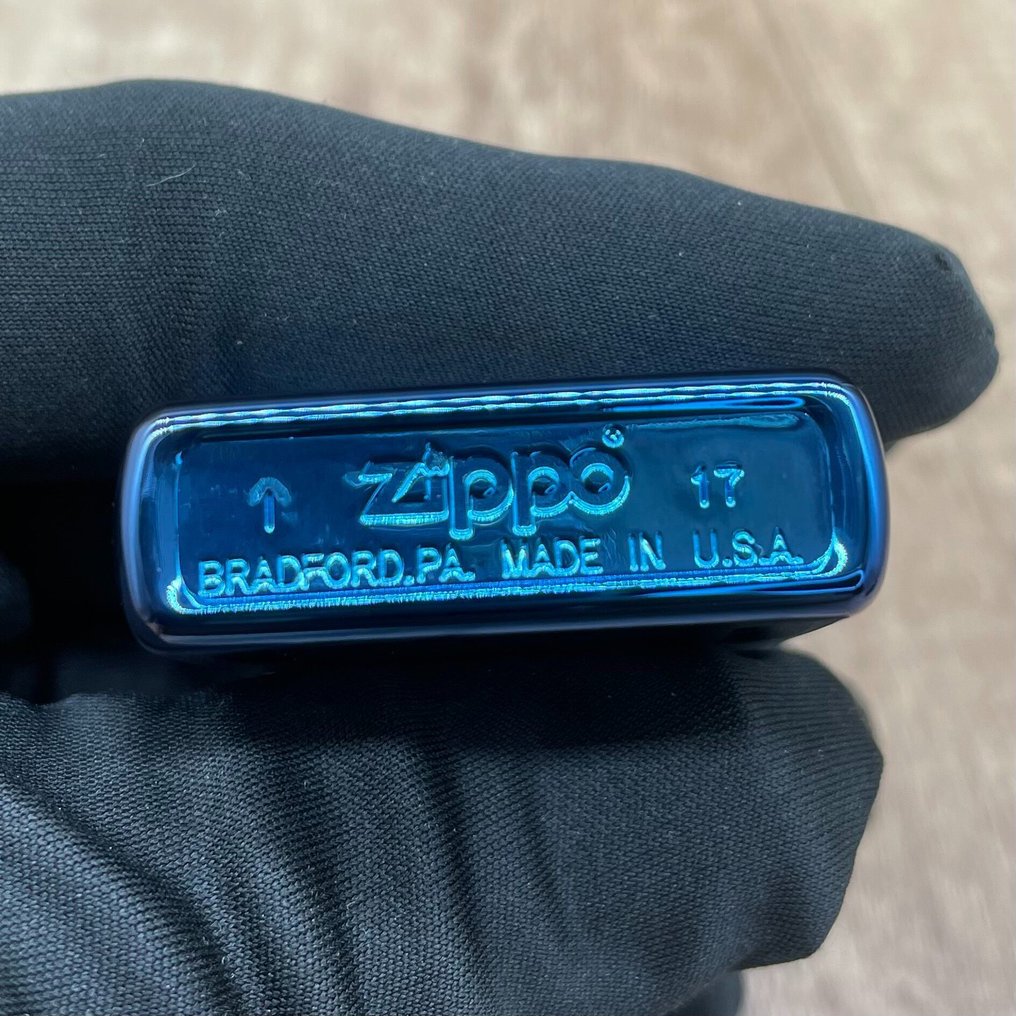 ↑ Zippo® 17
BRADFORD.PA. MADE IN U.S.A.